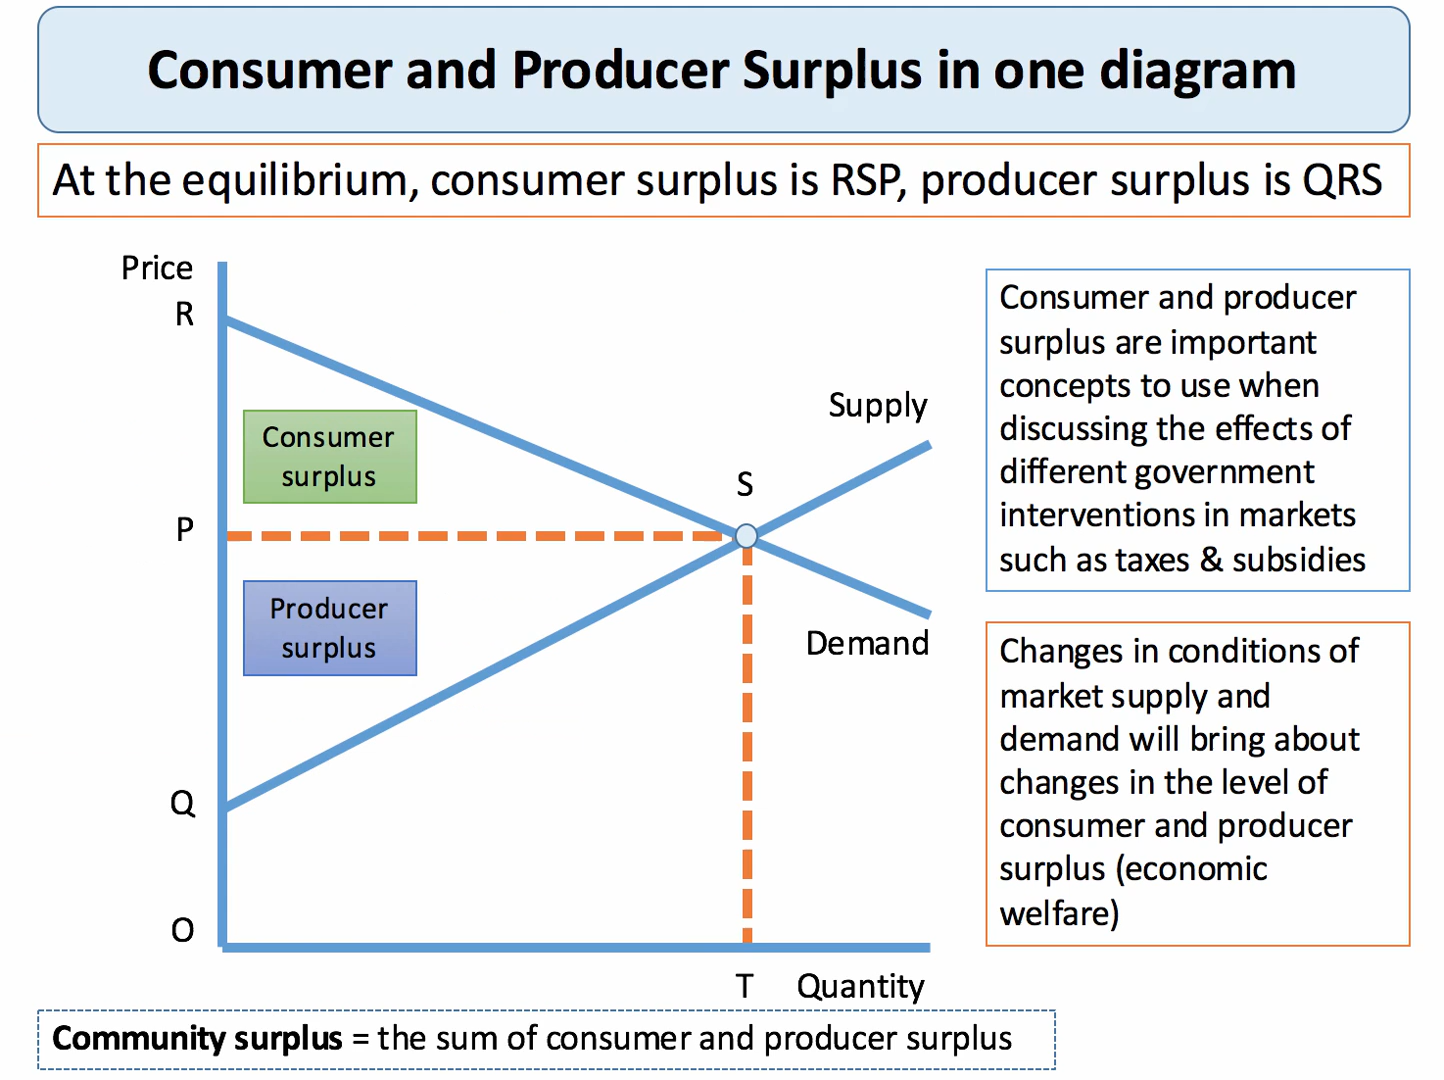 Consumer and Producer Surplus in one diagram
At the equilibrium, consumer surplus is RSP, producer surplus is QRS
Price
R
Consumer
surplus
Supply
S
P
Producer
surplus
Demand
Q
O
T
Quantity
Consumer and producer
surplus are important
concepts to use when
discussing the effects of
different government
interventions in markets
such as taxes & subsidies
Changes in conditions of
market supply and
demand will bring about
changes in the level of
consumer and producer
surplus (economic
welfare)
Community surplus = the sum of consumer and producer surplus